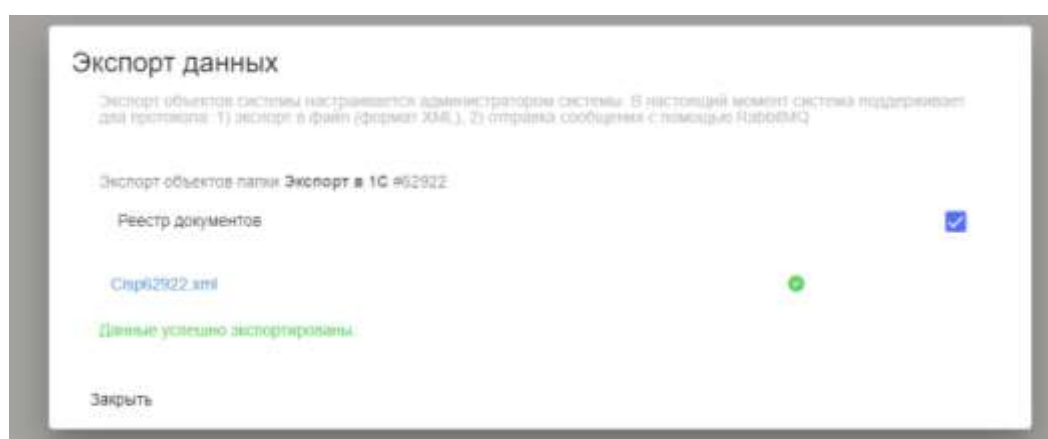 Экспорт данных
Экспорт объектов системы настраивается администратором системы. В настоящий момент система поддерживает
два протокола: 1) экспорт в файл (формат XML), 2) отправка сообщения с помощью RabbitMQ
Экспорт объектов папки Экспорт в 1С #62922
Реестр документов
Cisp62922.xml
Данные успешно экспортированы.
Закрыть